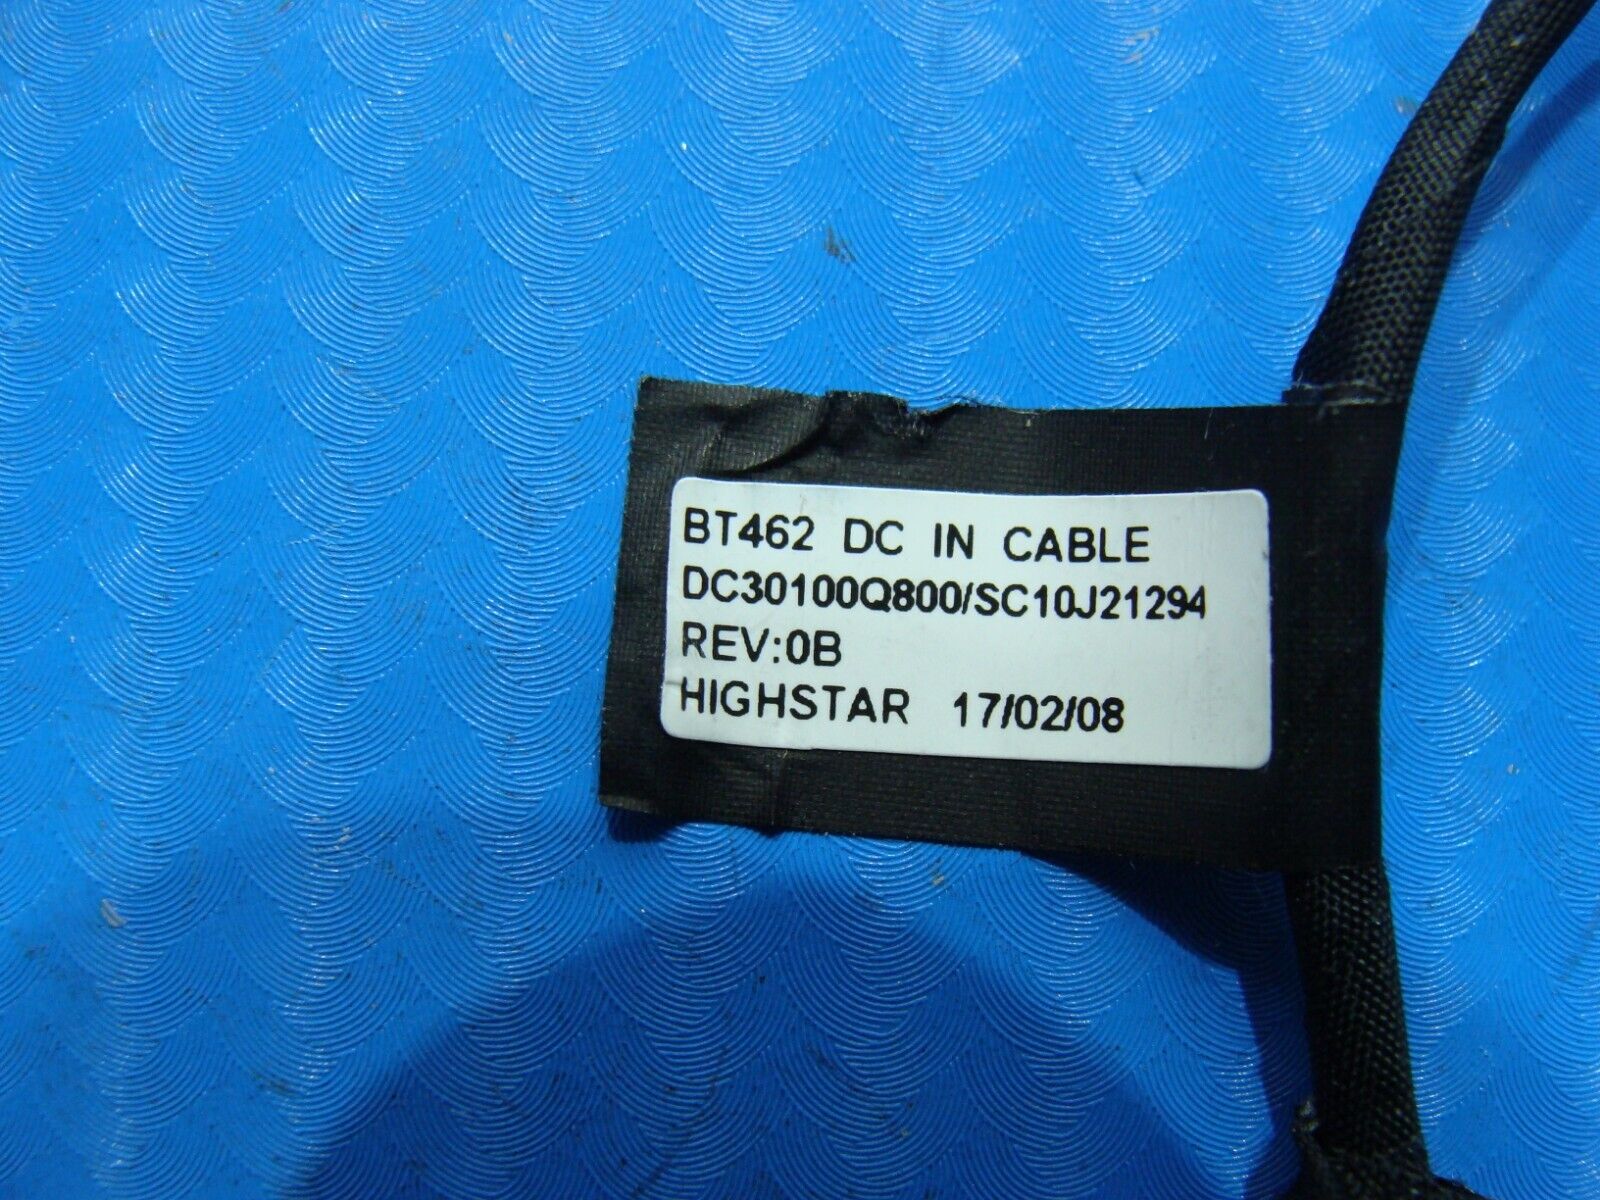 BT462 DC IN CABLE
DC30100Q800/SC10J21294
REV:0B
HIGHSTAR 17/02/08